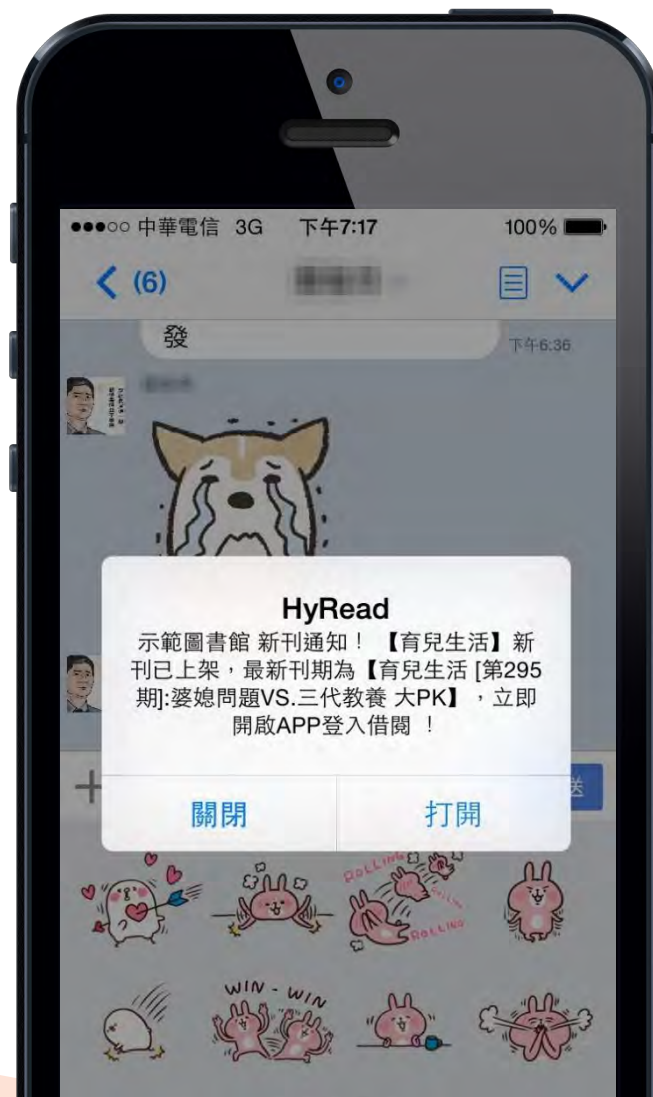 中華電信 3G 下午7:17 100%
(6)
發
下午6:36
HyRead
示範圖書館 新刊通知！【育兒生活】新
刊已上架，最新刊期為【育兒生活 [第295
期]:婆媳問題VS.三代教養 大PK】，立即
開啟APP登入借閱 ！
送
關閉 打開
ROLLING
ROLLING
ROLLING
WIN - WIN